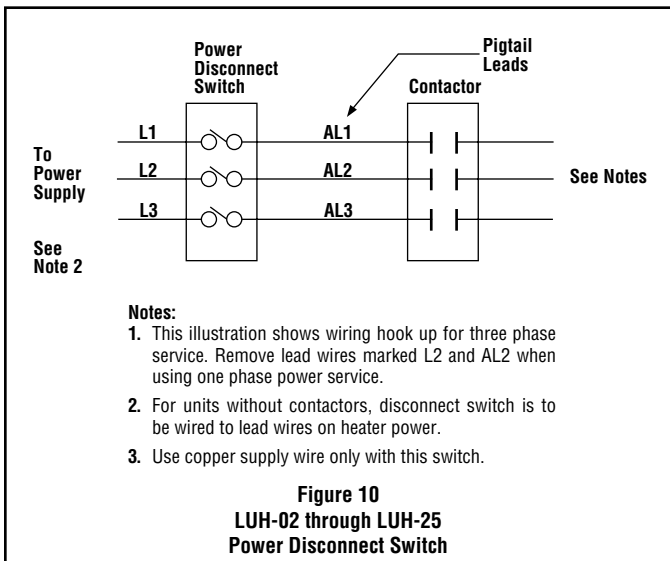 Power
Disconnect
Switch
Pigtail
Leads
Contactor
To
Power
Supply
L1
AL1
L2
AL2
L3
AL3
See Notes
See
Note 2
Notes:
1. This illustration shows wiring hook up for three phase
service. Remove lead wires marked L2 and AL2 when
using one phase power service.
2. For units without contactors, disconnect switch is to
be wired to lead wires on heater power.
3. Use copper supply wire only with this switch.
Figure 10
LUH-02 through LUH-25
Power Disconnect Switch